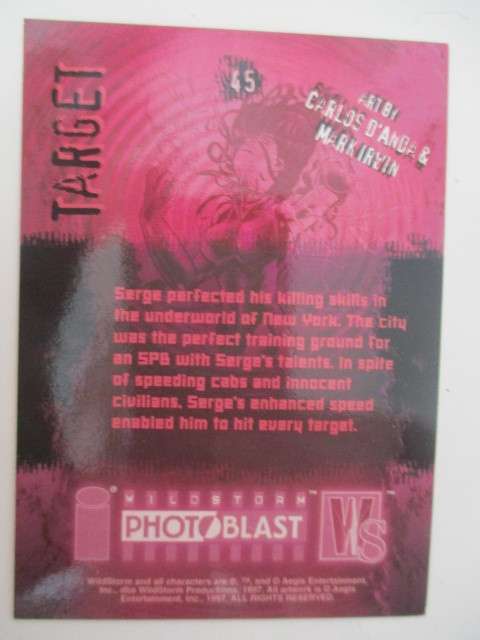 TARGET
45
ART BY
CARLOS D'ANDA &
MARK IRWIN
Serge perfected his killing skills in
the underworld of New York. The city
was the perfect training ground for
an SPB with Serge's talents. In spite
of speeding cabs and innocent
civilians, Serge's enhanced speed
enabled him to hit every target.
WILDSTORM™
PHOTOBLAST
WS™
WildStorm and all characters are ®, ™, and © Aegis Entertainment,
Inc., dba WildStorm Productions, 1997. All artwork is © Aegis
Entertainment, Inc., 1997. ALL RIGHTS RESERVED.